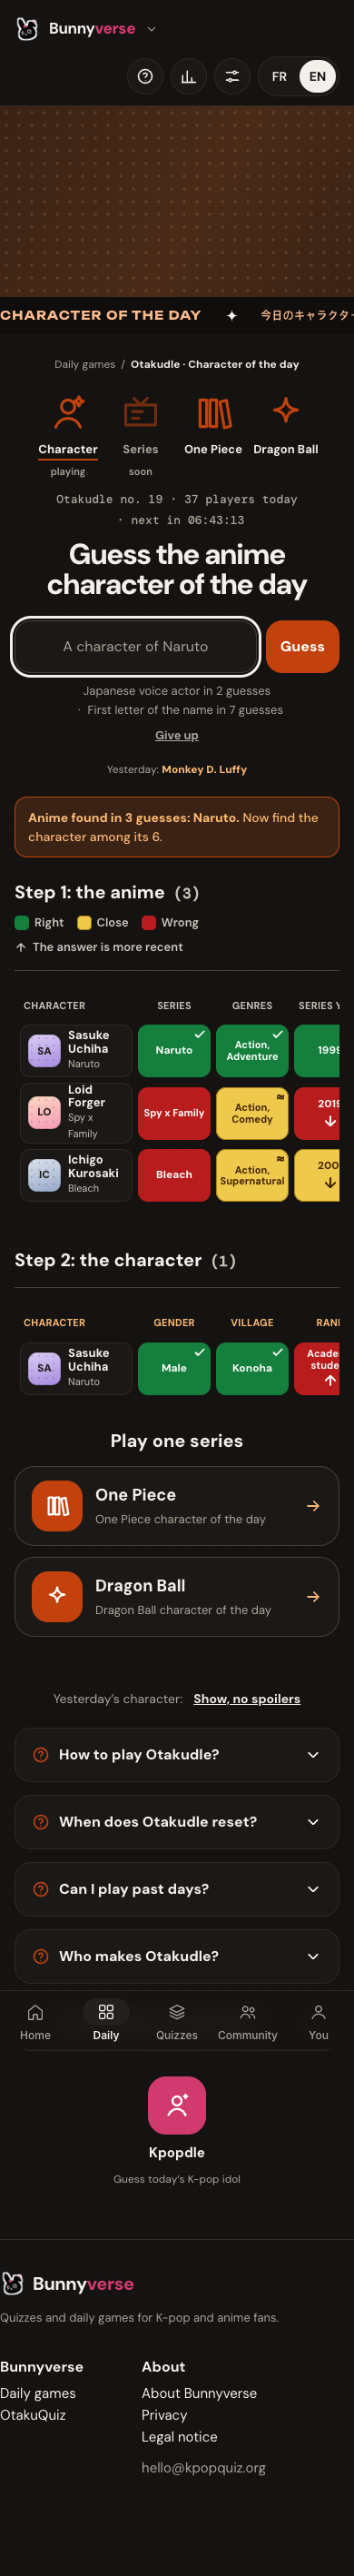 Bunnyverse
FR EN
CHARACTER OF THE DAY ✦ 今日のキャラクター
Daily games / Otakudle · Character of the day
Character Series One Piece Dragon Ball
playing soon
Otakudle no. 19 · 37 players today
· next in 06:43:13
Guess the anime
character of the day
A character of Naruto Guess
Japanese voice actor in 2 guesses
· First letter of the name in 7 guesses
Give up
Yesterday: Monkey D. Luffy
Anime found in 3 guesses: Naruto. Now find the
character among its 6.
Step 1: the anime (3)
Right Close Wrong
↑ The answer is more recent
CHARACTER SERIES GENRES SERIES Y
SA Sasuke Uchiha Naruto
Naruto
Action, Adventure
1999
LO Loid Forger Spy x Family
Spy x Family
Action, Comedy
2019 ↓
IC Ichigo Kurosaki Bleach
Bleach
Action, Supernatural
200 ↓
Step 2: the character (1)
CHARACTER GENDER VILLAGE RANK
SA Sasuke Uchiha Naruto
Male
Konoha
Acade stude ↑
Play one series
One Piece
One Piece character of the day
Dragon Ball
Dragon Ball character of the day
Yesterday’s character: Show, no spoilers
How to play Otakudle?
When does Otakudle reset?
Can I play past days?
Who makes Otakudle?
Home Daily Quizzes Community You
Kpopdle
Guess today’s K-pop idol
Bunnyverse
Quizzes and daily games for K-pop and anime fans.
Bunnyverse About
Daily games About Bunnyverse
OtakuQuiz Privacy
Legal notice
hello@kpopquiz.org